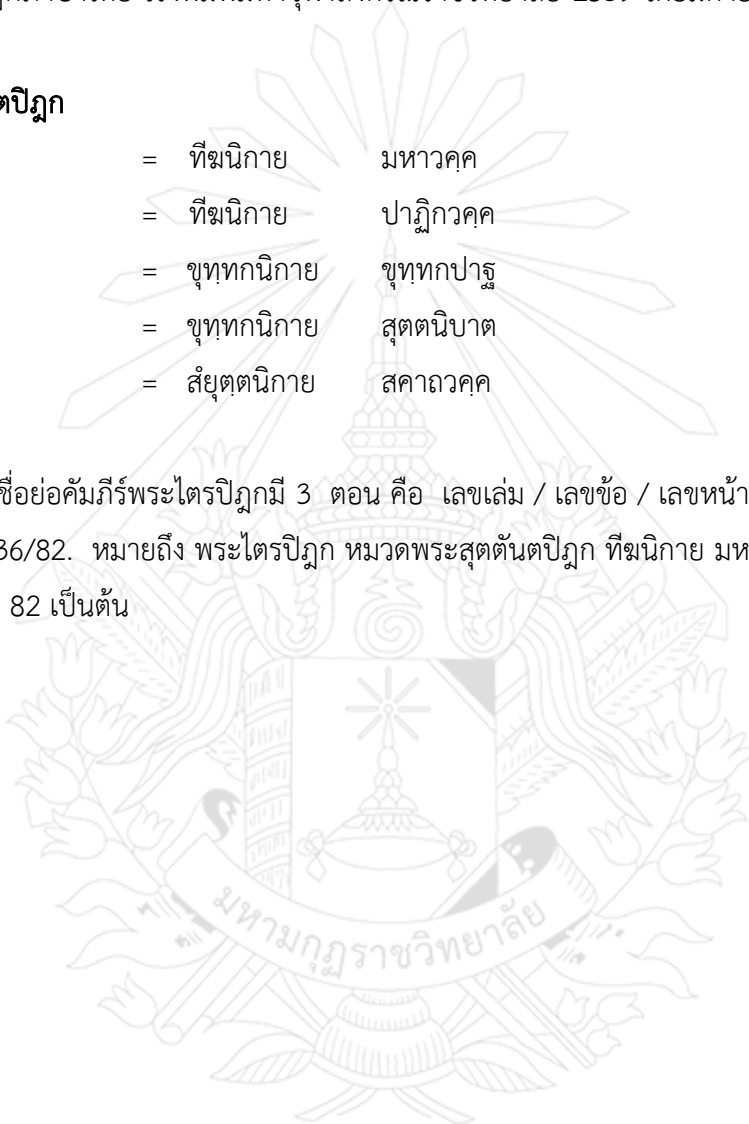 ตปิฎก
= ทีฆนิกาย มหาวคฺค
= ทีฆนิกาย ปาฏิกวคฺค
= ขุทฺทกนิกาย ขุทฺทกปาฐ
= ขุทฺทกนิกาย สุตตนิบาต
= สํยุตฺตนิกาย สคาถวคฺค
ชื่อย่อคัมภีร์พระไตรปิฎกมี 3 ตอน คือ เลขเล่ม / เลขข้อ / เลขหน้า
36/82. หมายถึง พระไตรปิฎก หมวดพระสุตตันตปิฎก ทีฆนิกาย มห
82 เป็นต้น
มหามกุฏราชวิทยาลัย